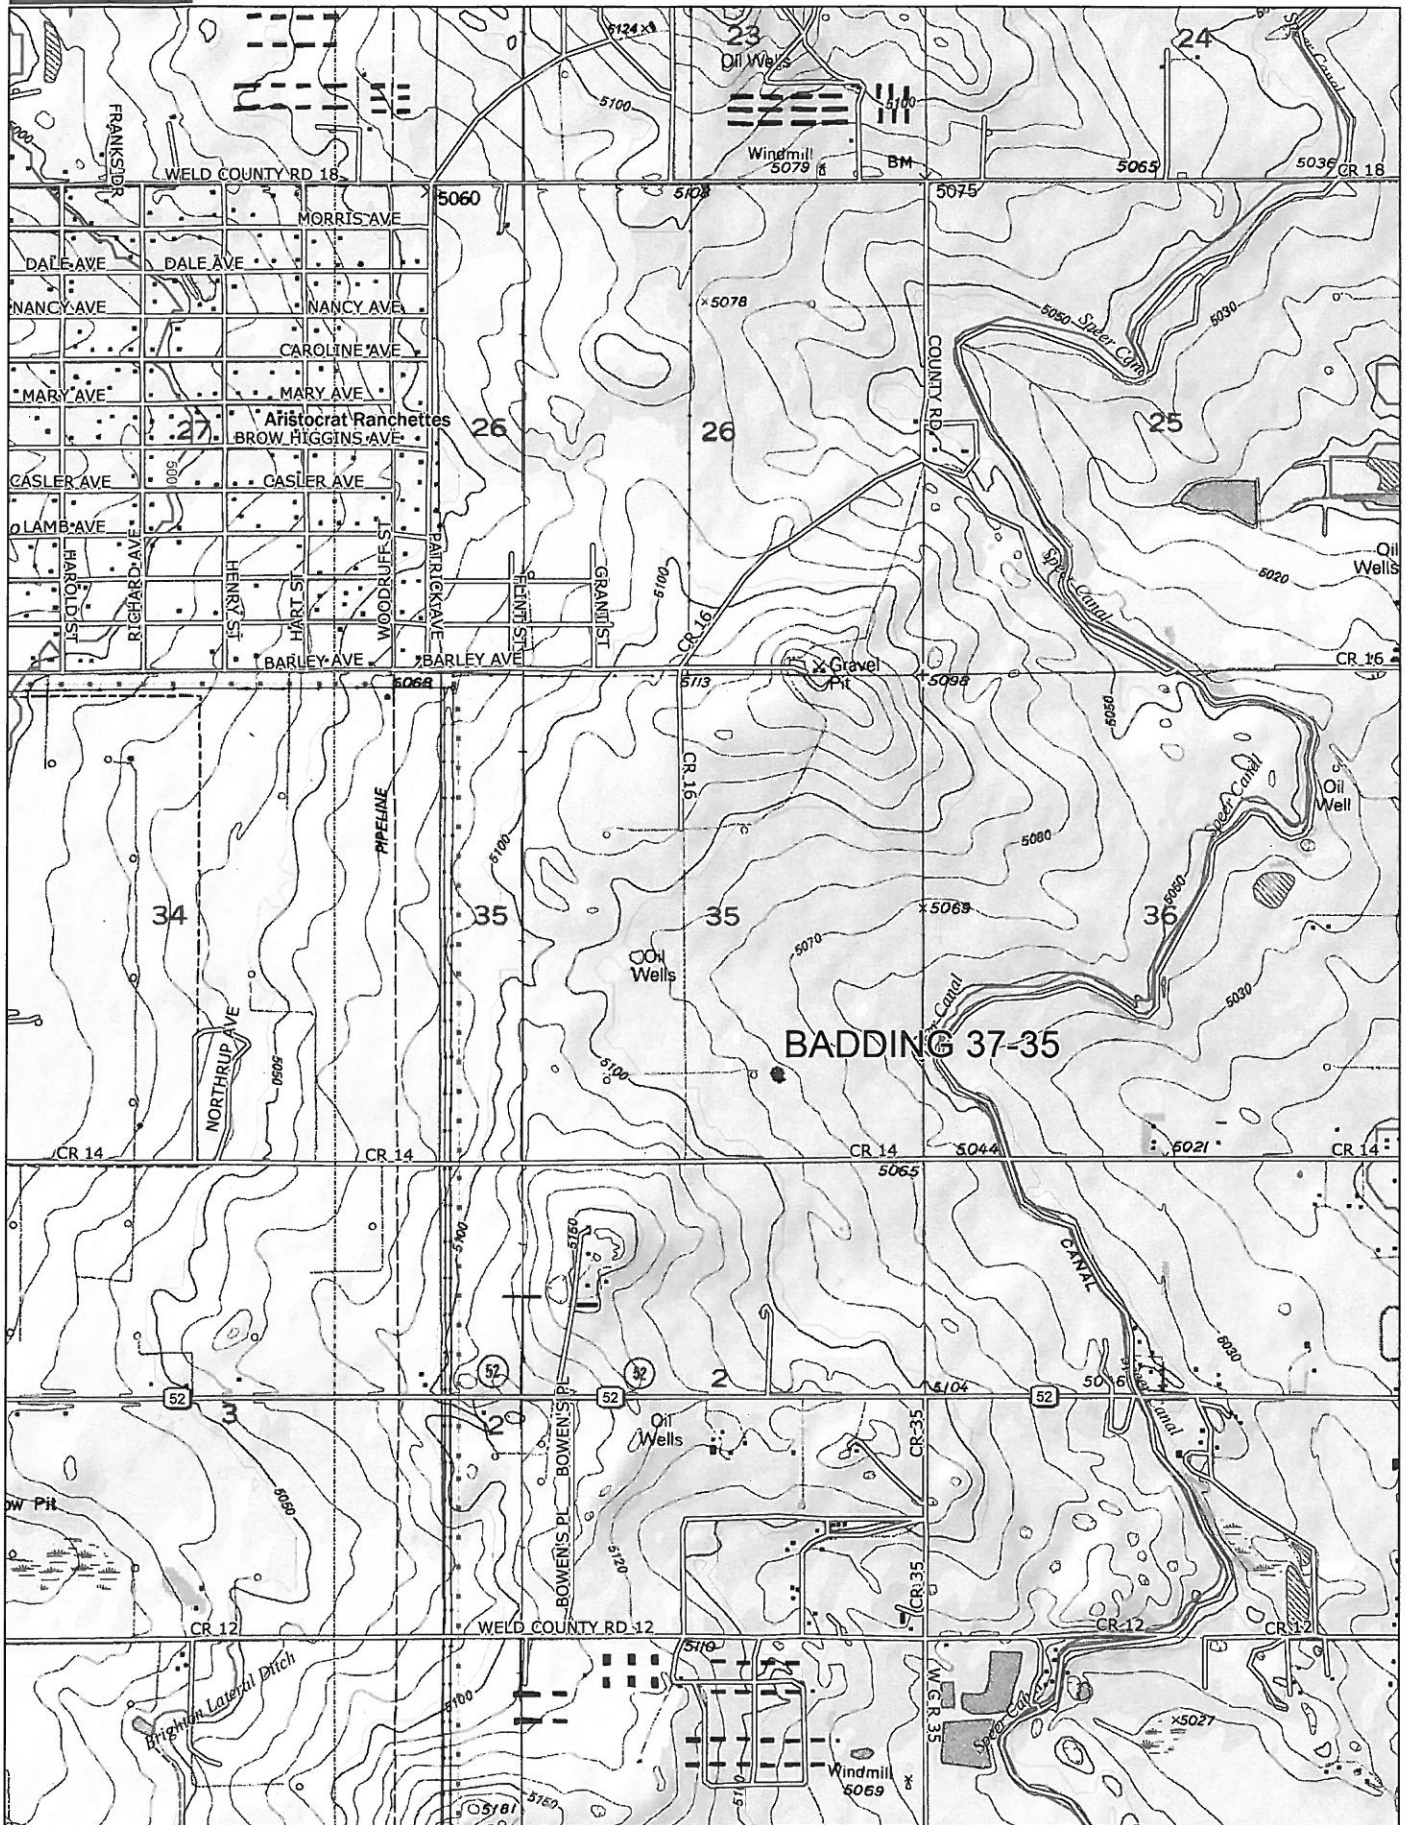 5124
23
Oil Wells
24
Speer Canal
5100
5100
FRANKS DR
Windmill
5079
BM
5065
5036
CR 18
WELD COUNTY RD 18
5060
5108
5075
MORRIS AVE
DALE AVE
DALE AVE
NANCY AVE
NANCY AVE
5078
5050
Speer Canal
5030
CAROLINE AVE
COUNTY RD
MARY AVE
MARY AVE
Aristocrat Ranchettes
27
26
26
25
BROW HIGGINS AVE
CASLER AVE
CASLER AVE
LAMB AVE
HAROLD ST
RICHARD AVE
HENRY ST
HART ST
WOODRUFF ST
PATRICK AVE
FLINT ST
GRANT ST
5100
CR 16
Speer Canal
5020
Oil
Wells
BARLEY AVE
BARLEY AVE
Gravel
Pit
CR 16
5068
5113
5098
5050
CR 16
PIPELINE
5100
Speer Canal
Oil
Well
5080
34
35
35
5069
36
5050
5070
Oil
Wells
5030
Canal
NORTHRUP AVE
5050
5100
BADDING 37-35
CR 14
CR 14
CR 14
5044
5021
CR 14
5065
5100
5150
CANAL
5030
52
52
2
52
52
5104
52
3
2
Oil
Wells
BOWEN'S PL
BOWEN'S PL
CR 35
Canal
ow Pit
5050
5120
CR 35
CR 12
WELD COUNTY RD 12
CR 12
CR 12
5110
Brighton Lateral Ditch
5100
W C R 35
Speer Canal
5027
Windmill
5069
5181
5150